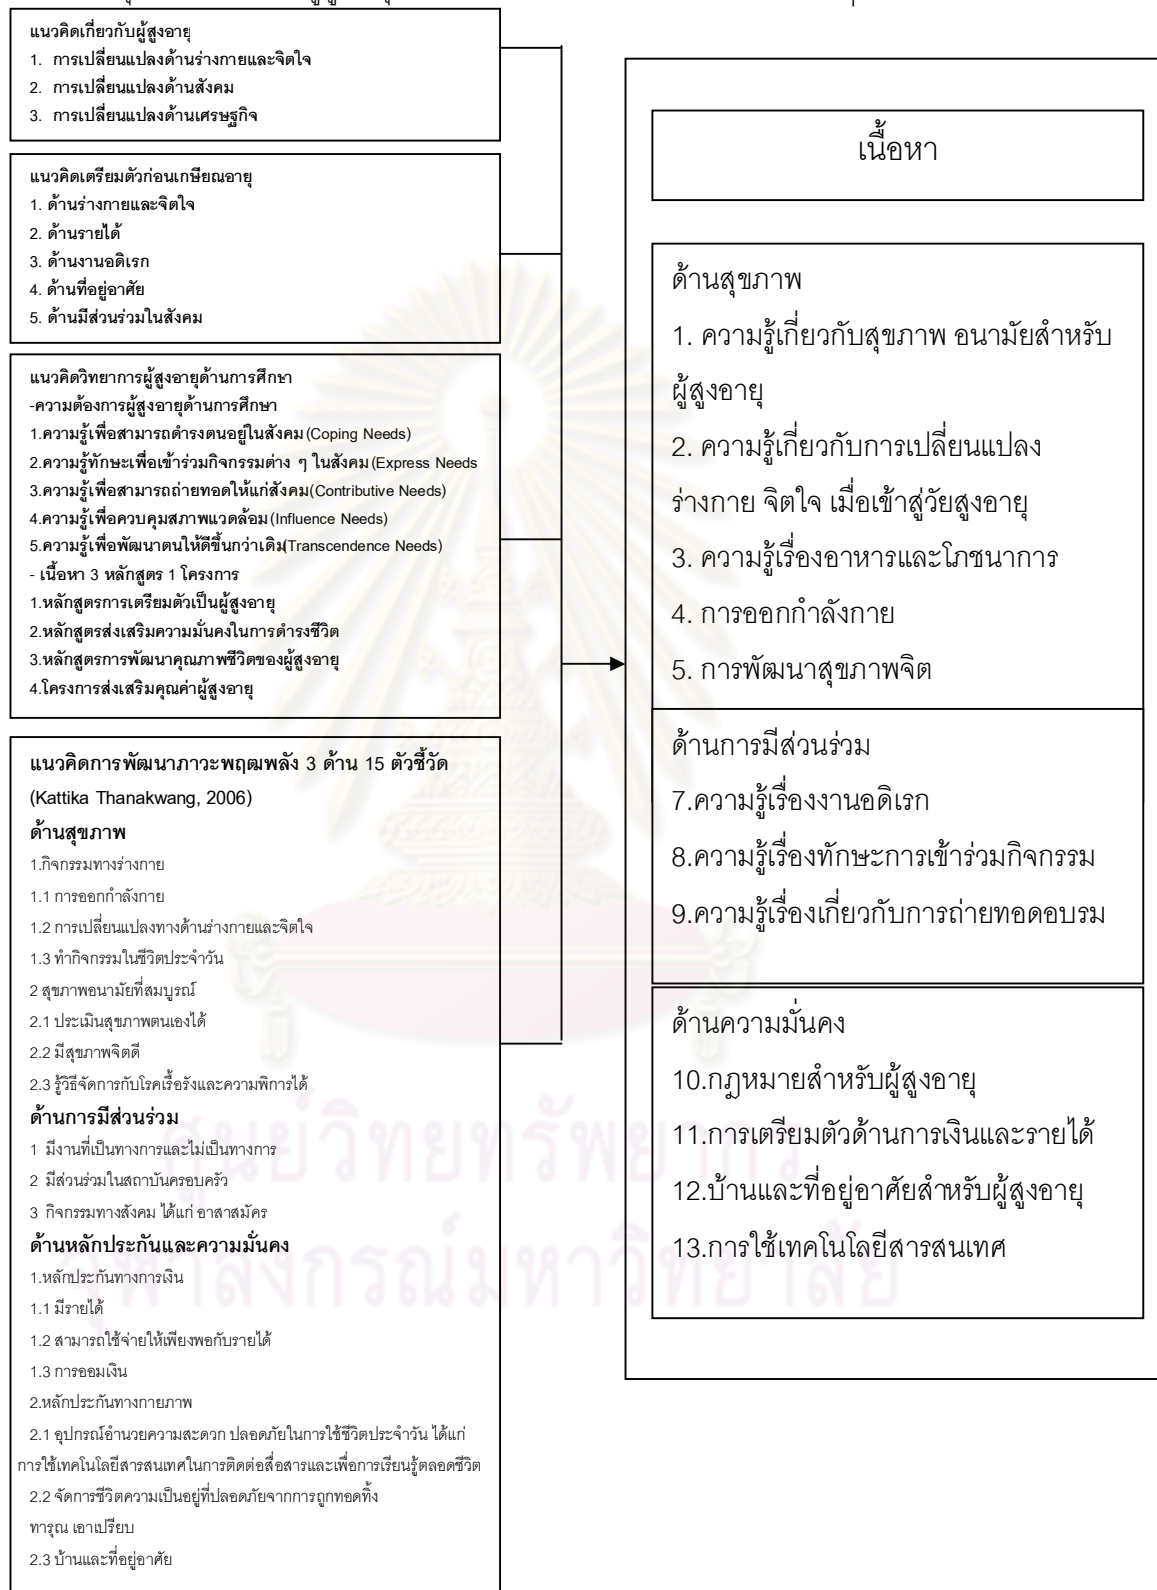 แนวคิดเกี่ยวกับผู้สูงอายุ
1. การเปลี่ยนแปลงด้านร่างกายและจิตใจ
2. การเปลี่ยนแปลงด้านสังคม
3. การเปลี่ยนแปลงด้านเศรษฐกิจ
แนวคิดเตรียมตัวก่อนเกษียณอายุ
1. ด้านร่างกายและจิตใจ
2. ด้านรายได้
3. ด้านงานอดิเรก
4. ด้านที่อยู่อาศัย
5. ด้านมีส่วนร่วมในสังคม
แนวคิดวิทยาการผู้สูงอายุด้านการศึกษา
-ความต้องการผู้สูงอายุด้านการศึกษา
1.ความรู้เพื่อสามารถดำรงตนอยู่ในสังคม(Coping Needs)
2.ความรู้ทักษะเพื่อเข้าร่วมกิจกรรมต่าง ๆ ในสังคม(Express Needs
3.ความรู้เพื่อสามารถถ่ายทอดให้แก่สังคม(Contributive Needs)
4.ความรู้เพื่อควบคุมสภาพแวดล้อม(Influence Needs)
5.ความรู้เพื่อพัฒนาตนให้ดีขึ้นกว่าเดิม(Transcendence Needs)
- เนื้อหา 3 หลักสูตร 1 โครงการ
1.หลักสูตรการเตรียมตัวเป็นผู้สูงอายุ
2.หลักสูตรส่งเสริมความมั่นคงในการดำรงชีวิต
3.หลักสูตรการพัฒนาคุณภาพชีวิตของผู้สูงอายุ
4.โครงการส่งเสริมคุณค่าผู้สูงอายุ
แนวคิดการพัฒนาภาวะพฤฒพลัง 3 ด้าน 15 ตัวชี้วัด
(Kattika Thanakwang, 2006)
ด้านสุขภาพ
1.กิจกรรมทางร่างกาย
1.1 การออกกำลังกาย
1.2 การเปลี่ยนแปลงทางด้านร่างกายและจิตใจ
1.3 ทำกิจกรรมในชีวิตประจำวัน
2 สุขภาพอนามัยที่สมบูรณ์
2.1 ประเมินสุขภาพตนเองได้
2.2 มีสุขภาพจิตดี
2.3 รู้วิธีจัดการกับโรคเรื้อรังและความพิการได้
ด้านการมีส่วนร่วม
1 มีงานที่เป็นทางการและไม่เป็นทางการ
2 มีส่วนร่วมในสถาบันครอบครัว
3 กิจกรรมทางสังคม ได้แก่ อาสาสมัคร
ด้านหลักประกันและความมั่นคง
1.หลักประกันทางการเงิน
1.1 มีรายได้
1.2 สามารถใช้จ่ายให้เพียงพอกับรายได้
1.3 การออมเงิน
2.หลักประกันทางกายภาพ
2.1 อุปกรณ์อำนวยความสะดวก ปลอดภัยในการใช้ชีวิตประจำวัน ได้แก่
การใช้เทคโนโลยีสารสนเทศในการติดต่อสื่อสารและเพื่อการเรียนรู้ตลอดชีวิต
2.2 จัดการชีวิตความเป็นอยู่ที่ปลอดภัยจากการถูกทอดทิ้ง
ทารุณ เอาเปรียบ
2.3 บ้านและที่อยู่อาศัย
เนื้อหา
ด้านสุขภาพ
1. ความรู้เกี่ยวกับสุขภาพ อนามัยสำหรับ
ผู้สูงอายุ
2. ความรู้เกี่ยวกับการเปลี่ยนแปลง
ร่างกาย จิตใจ เมื่อเข้าสู่วัยสูงอายุ
3. ความรู้เรื่องอาหารและโภชนาการ
4. การออกกำลังกาย
5. การพัฒนาสุขภาพจิต
ด้านการมีส่วนร่วม
7.ความรู้เรื่องงานอดิเรก
8.ความรู้เรื่องทักษะการเข้าร่วมกิจกรรม
9.ความรู้เรื่องเกี่ยวกับการถ่ายทอดอบรม
ด้านความมั่นคง
10.กฎหมายสำหรับผู้สูงอายุ
11.การเตรียมตัวด้านการเงินและรายได้
12.บ้านและที่อยู่อาศัยสำหรับผู้สูงอายุ
13.การใช้เทคโนโลยีสารสนเทศ
ศูนย์วิทยทรัพยากร
จุฬาลงกรณ์มหาวิทยาลัย